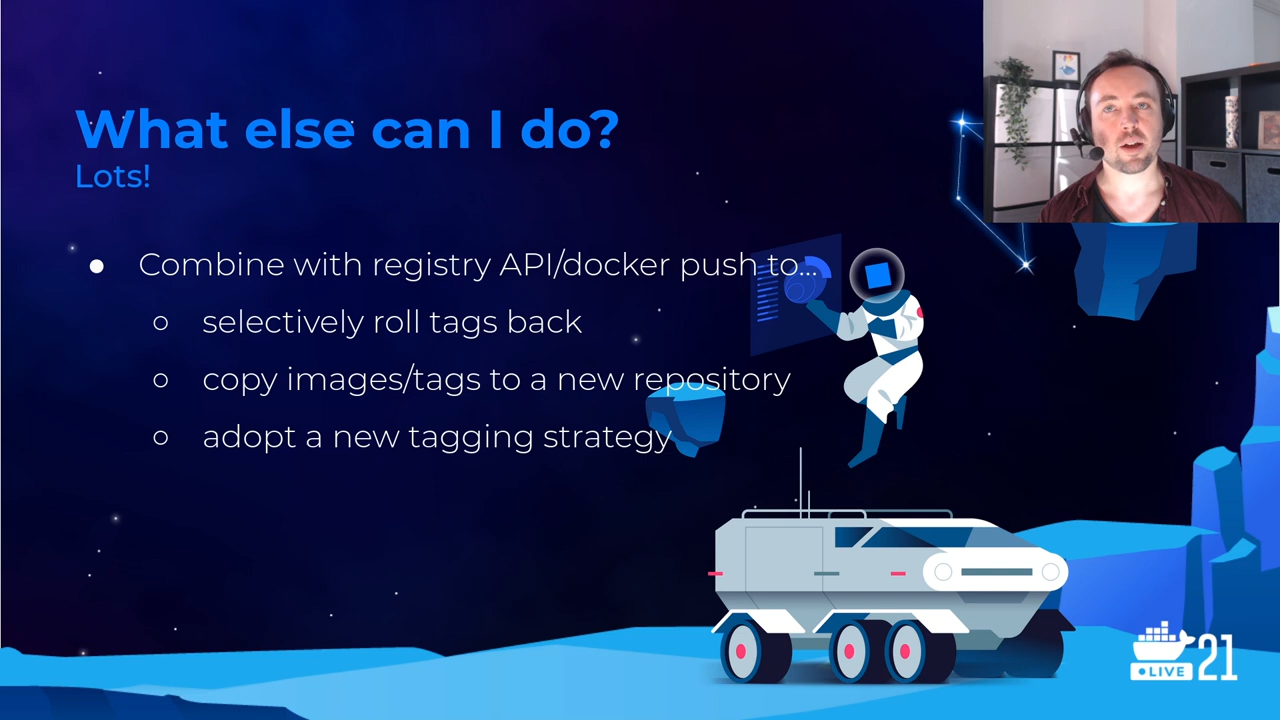 What else can I do?
Lots!
● Combine with registry API/docker push to...
○ selectively roll tags back
○ copy images/tags to a new repository
○ adopt a new tagging strategy
LIVE 21